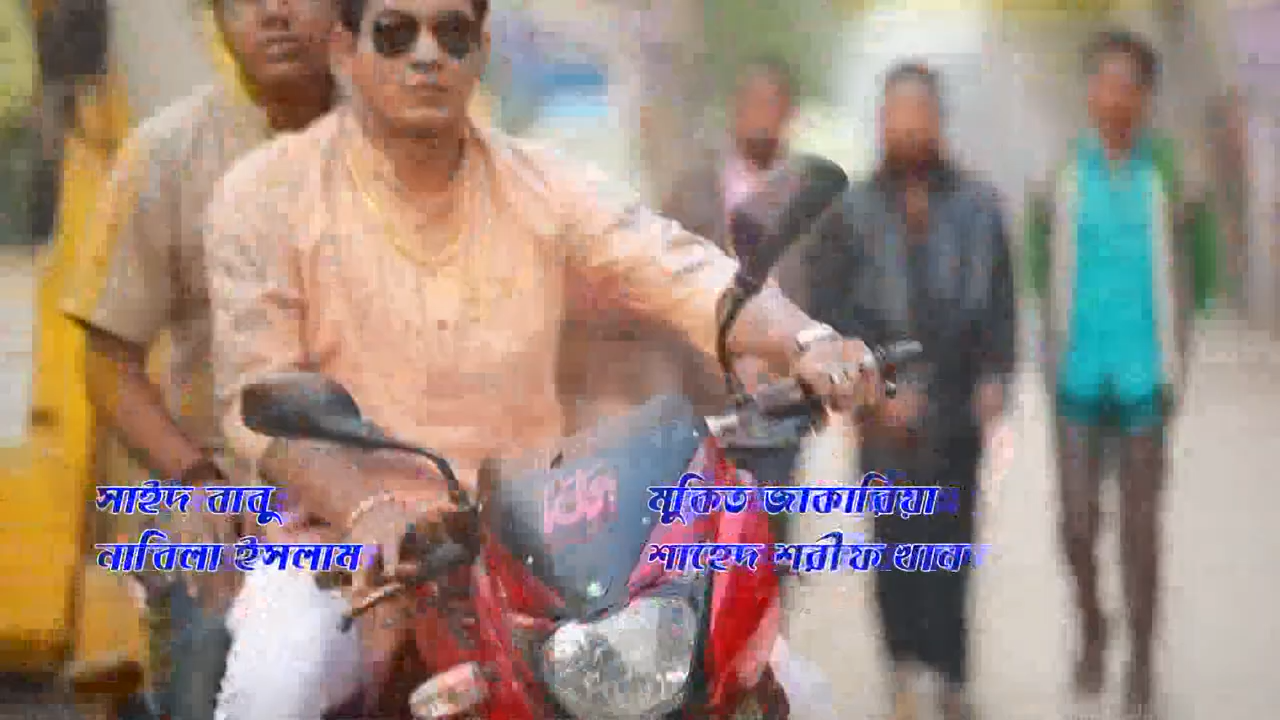 সাইদ বাবু
মুকিত জাকারিয়া
নাবিলা ইসলাম
শাহেদ শরীফ খান